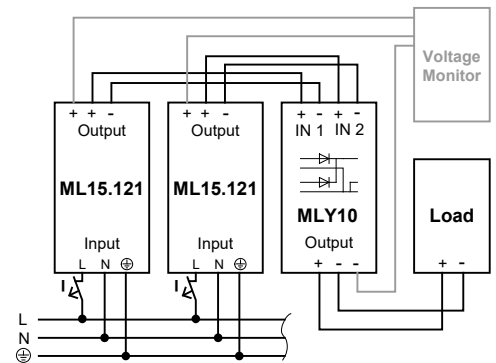 Voltage
Monitor
+ + - + + - + - + -
Output Output IN 1 IN 2
ML15.121 ML15.121 MLY10 Load
Input Input Output
L N ⏚ L N ⏚ + - - + -
I I
L
N
⏚